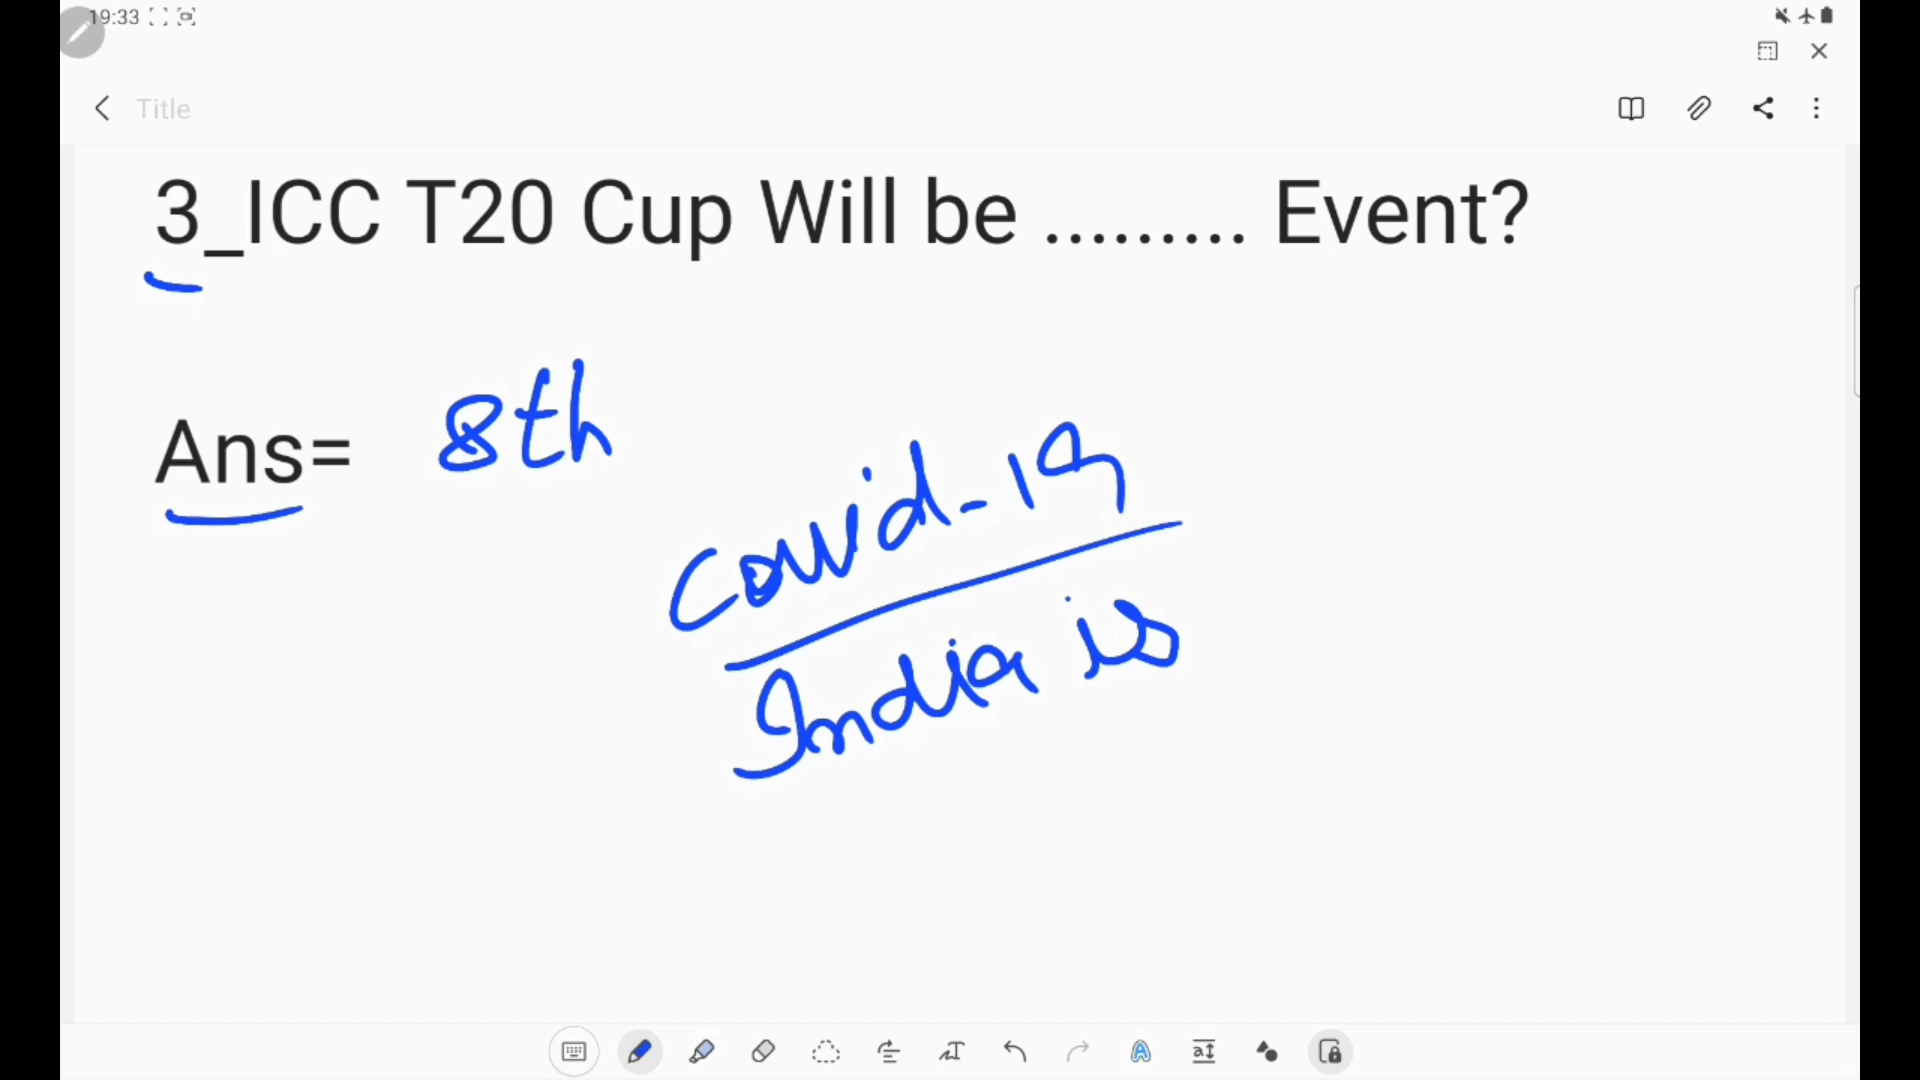 19:33
Title
3_ICC T20 Cup Will be ......... Event?
Ans= 8th
Covid-19
India is